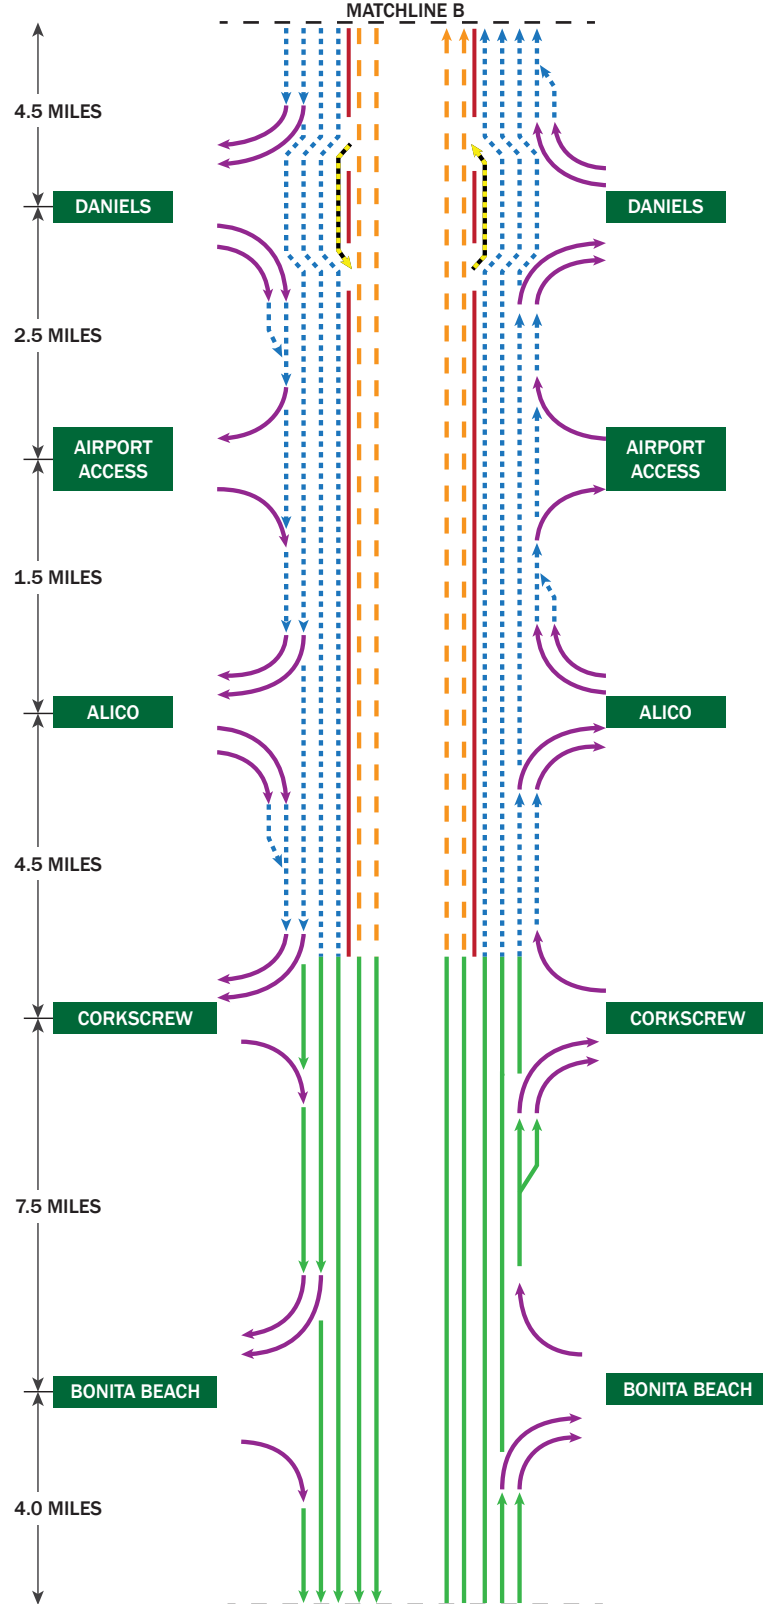 MATCHLINE B
4.5 MILES
DANIELS
DANIELS
2.5 MILES
AIRPORT
ACCESS
AIRPORT
ACCESS
1.5 MILES
ALICO
ALICO
4.5 MILES
CORKSCREW
CORKSCREW
7.5 MILES
BONITA BEACH
BONITA BEACH
4.0 MILES